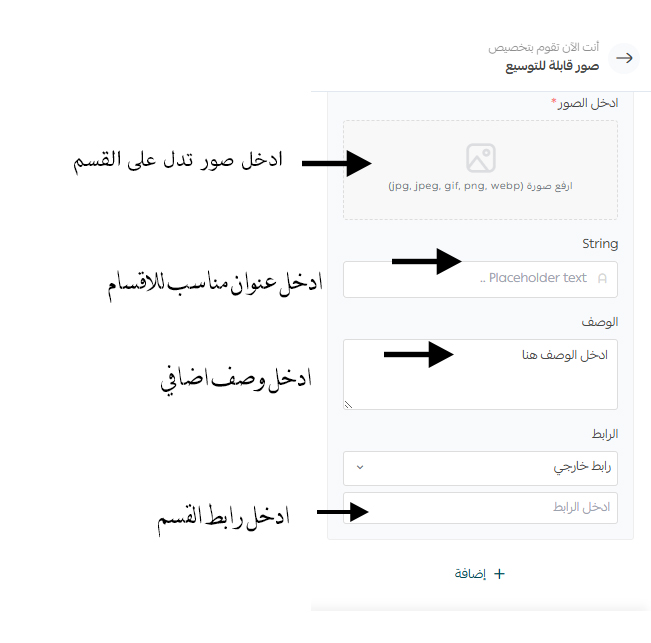 أنت الآن تقوم بتخصيص
صور قابلة للتوسيع
ادخل الصور *
ادخل صور تدل على القسم
ارفع صورة (jpg, jpeg, gif, png, webp)
String
ادخل عنوان مناسب للاقسام
Placeholder text ..
الوصف
ادخل الوصف هنا
ادخل وصف اضافي
الرابط
رابط خارجي
ادخل الرابط
ادخل رابط القسم
+ إضافة